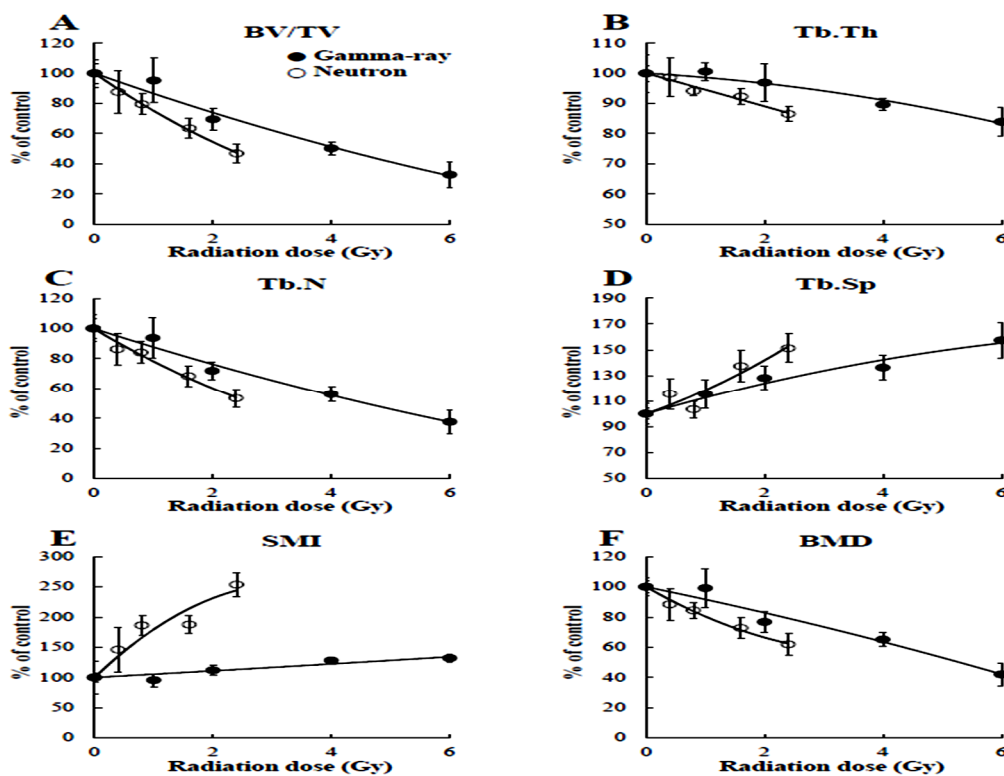 A BV/TV
Gamma-ray
Neutron
120
100
80
60
40
20
0
% of control
0 2 4 6
Radiation dose (Gy)
B Tb.Th
110
100
90
80
70
60
50
% of control
0 2 4 6
Radiation dose (Gy)
C Tb.N
120
100
80
60
40
20
0
% of control
0 2 4 6
Radiation dose (Gy)
D Tb.Sp
190
170
150
130
110
90
70
50
% of control
0 2 4 6
Radiation dose (Gy)
E SMI
300
250
200
150
100
50
0
% of control
0 2 4 6
Radiation dose (Gy)
F BMD
120
100
80
60
40
20
0
% of control
0 2 4 6
Radiation dose (Gy)